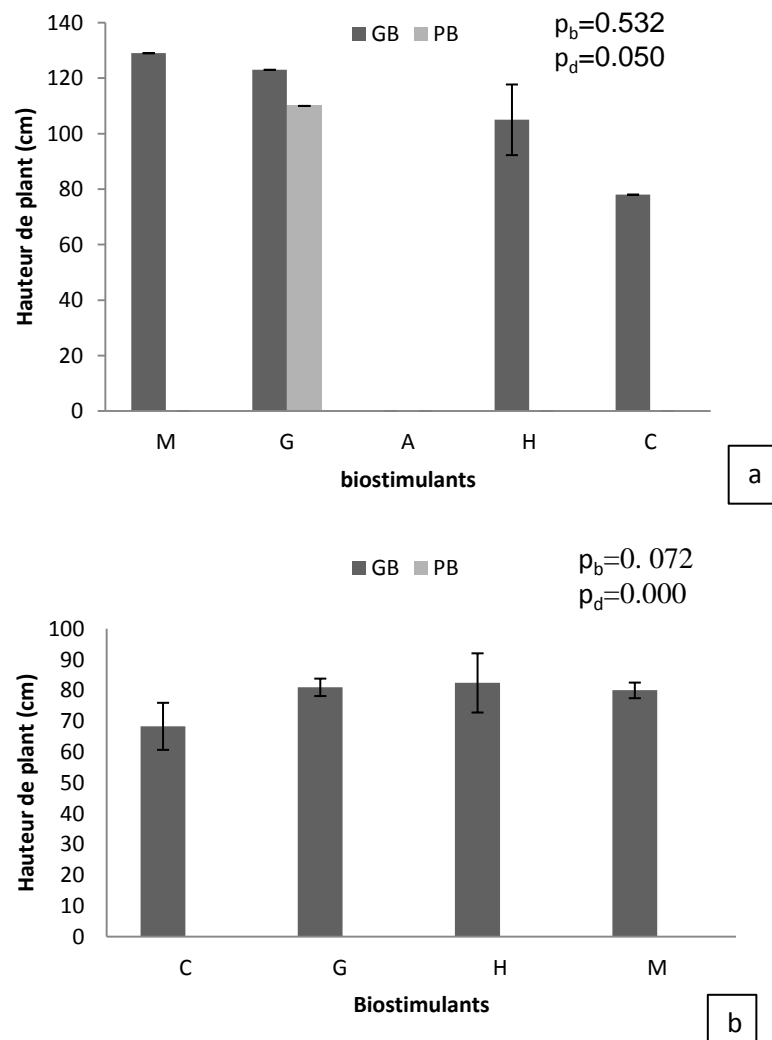 GB PB
p_b=0.532
p_d=0.050
Hauteur de plant (cm)
140
120
100
80
60
40
20
0
M G A H C
biostimulants
a
GB PB
p_b=0. 072
p_d=0.000
Hauteur de plant (cm)
100
90
80
70
60
50
40
30
20
10
0
C G H M
Biostimulants
b